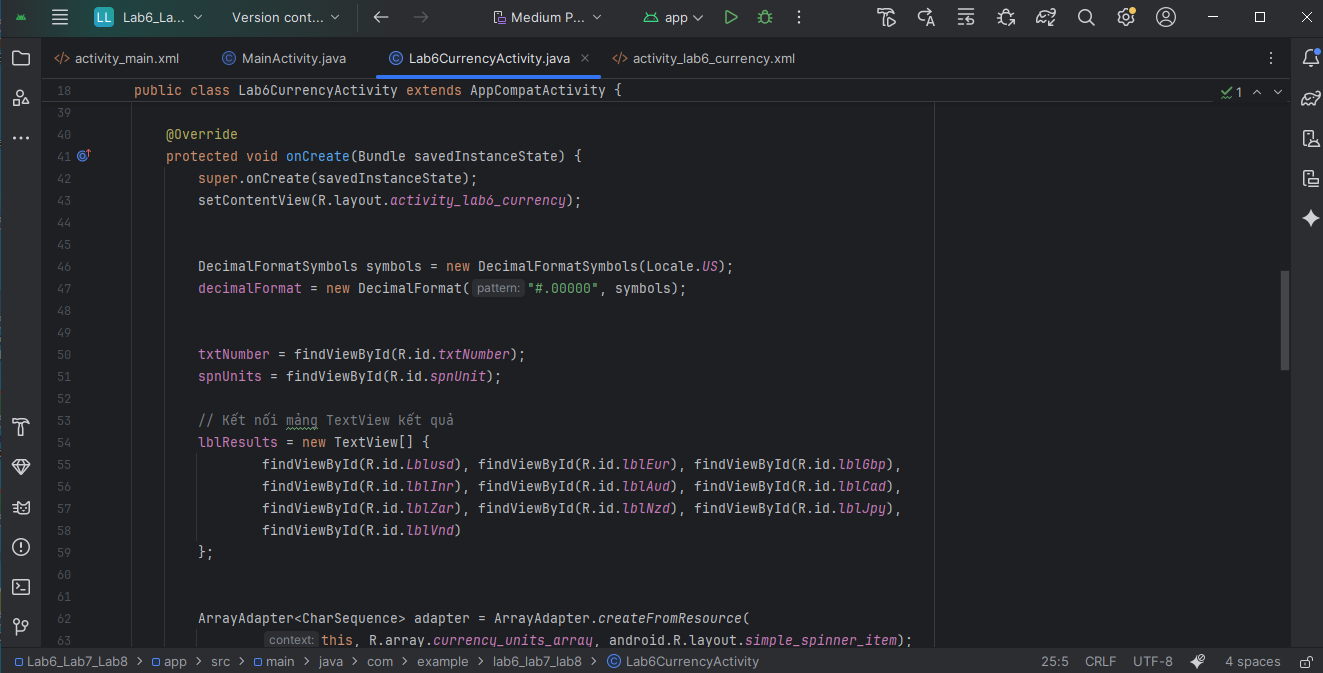 LL Lab6_La... Version cont... Medium P... app
activity_main.xml MainActivity.java Lab6CurrencyActivity.java activity_lab6_currency.xml
18 public class Lab6CurrencyActivity extends AppCompatActivity { 1
39
40 @Override
41 protected void onCreate(Bundle savedInstanceState) {
42 super.onCreate(savedInstanceState);
43 setContentView(R.layout.activity_lab6_currency);
44
45
46 DecimalFormatSymbols symbols = new DecimalFormatSymbols(Locale.US);
47 decimalFormat = new DecimalFormat( pattern: "#.00000", symbols);
48
49
50 txtNumber = findViewById(R.id.txtNumber);
51 spnUnits = findViewById(R.id.spnUnit);
52
53 // Kết nối mảng TextView kết quả
54 lblResults = new TextView[] {
55 findViewById(R.id.Lblusd), findViewById(R.id.lblEur), findViewById(R.id.lblGbp),
56 findViewById(R.id.lblInr), findViewById(R.id.lblAud), findViewById(R.id.lblCad),
57 findViewById(R.id.lblZar), findViewById(R.id.lblNzd), findViewById(R.id.lblJpy),
58 findViewById(R.id.lblVnd)
59 };
60
61
62 ArrayAdapter<CharSequence> adapter = ArrayAdapter.createFromResource(
63 context: this, R.array.currency_units_array, android.R.layout.simple_spinner_item);
Lab6_Lab7_Lab8 > app > src > main > java > com > example > lab6_lab7_lab8 > Lab6CurrencyActivity 25:5 CRLF UTF-8 4 spaces